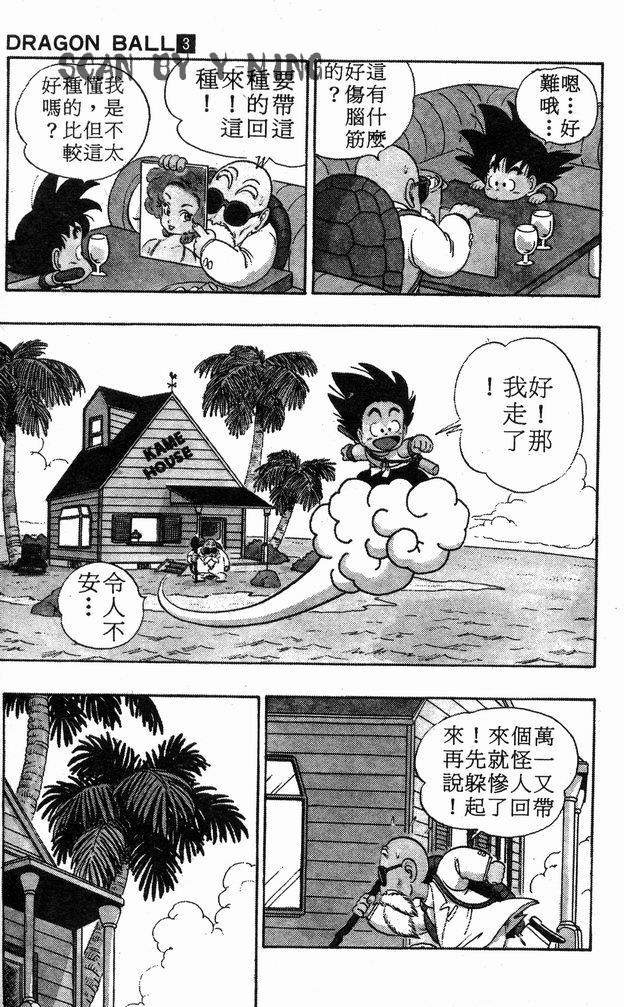 DRAGON BALL 3
SCAN BY Y-NING
嗯…好
難哦…
這有什麼
好傷腦筋
的?
要帶這
種的回
來!這
種!
我是不太
懂,但這
種的比較
好嗎?
好!那
我走了
!
KAME
HOUSE
令人不
安…
萬一又帶
個怪人回
來就慘了
!先躲起
來再說!